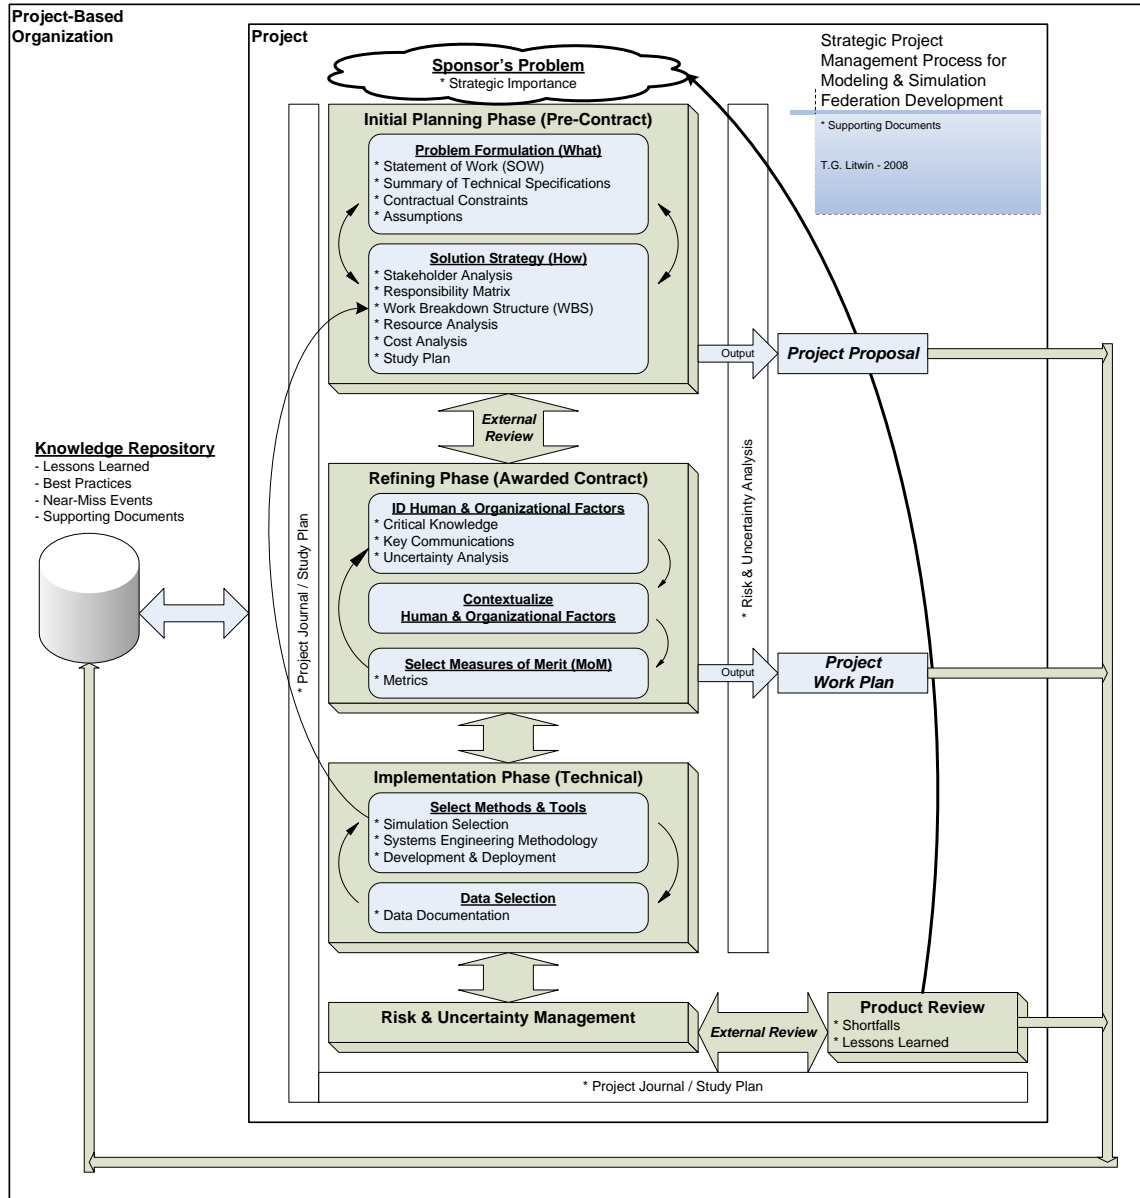 Project-Based
Organization
Project
Sponsor's Problem
* Strategic Importance
Strategic Project
Management Process for
Modeling & Simulation
Federation Development
* Supporting Documents
T.G. Litwin - 2008
Initial Planning Phase (Pre-Contract)
Problem Formulation (What)
* Statement of Work (SOW)
* Summary of Technical Specifications
* Contractual Constraints
* Assumptions
Solution Strategy (How)
* Stakeholder Analysis
* Responsibility Matrix
* Work Breakdown Structure (WBS)
* Resource Analysis
* Cost Analysis
* Study Plan
Output
Project Proposal
External
Review
Knowledge Repository
- Lessons Learned
- Best Practices
- Near-Miss Events
- Supporting Documents
* Project Journal / Study Plan
* Risk & Uncertainty Analysis
Refining Phase (Awarded Contract)
ID Human & Organizational Factors
* Critical Knowledge
* Key Communications
* Uncertainty Analysis
Contextualize
Human & Organizational Factors
Select Measures of Merit (MoM)
* Metrics
Output
Project
Work Plan
Implementation Phase (Technical)
Select Methods & Tools
* Simulation Selection
* Systems Engineering Methodology
* Development & Deployment
Data Selection
* Data Documentation
Risk & Uncertainty Management
External Review
Product Review
* Shortfalls
* Lessons Learned
* Project Journal / Study Plan